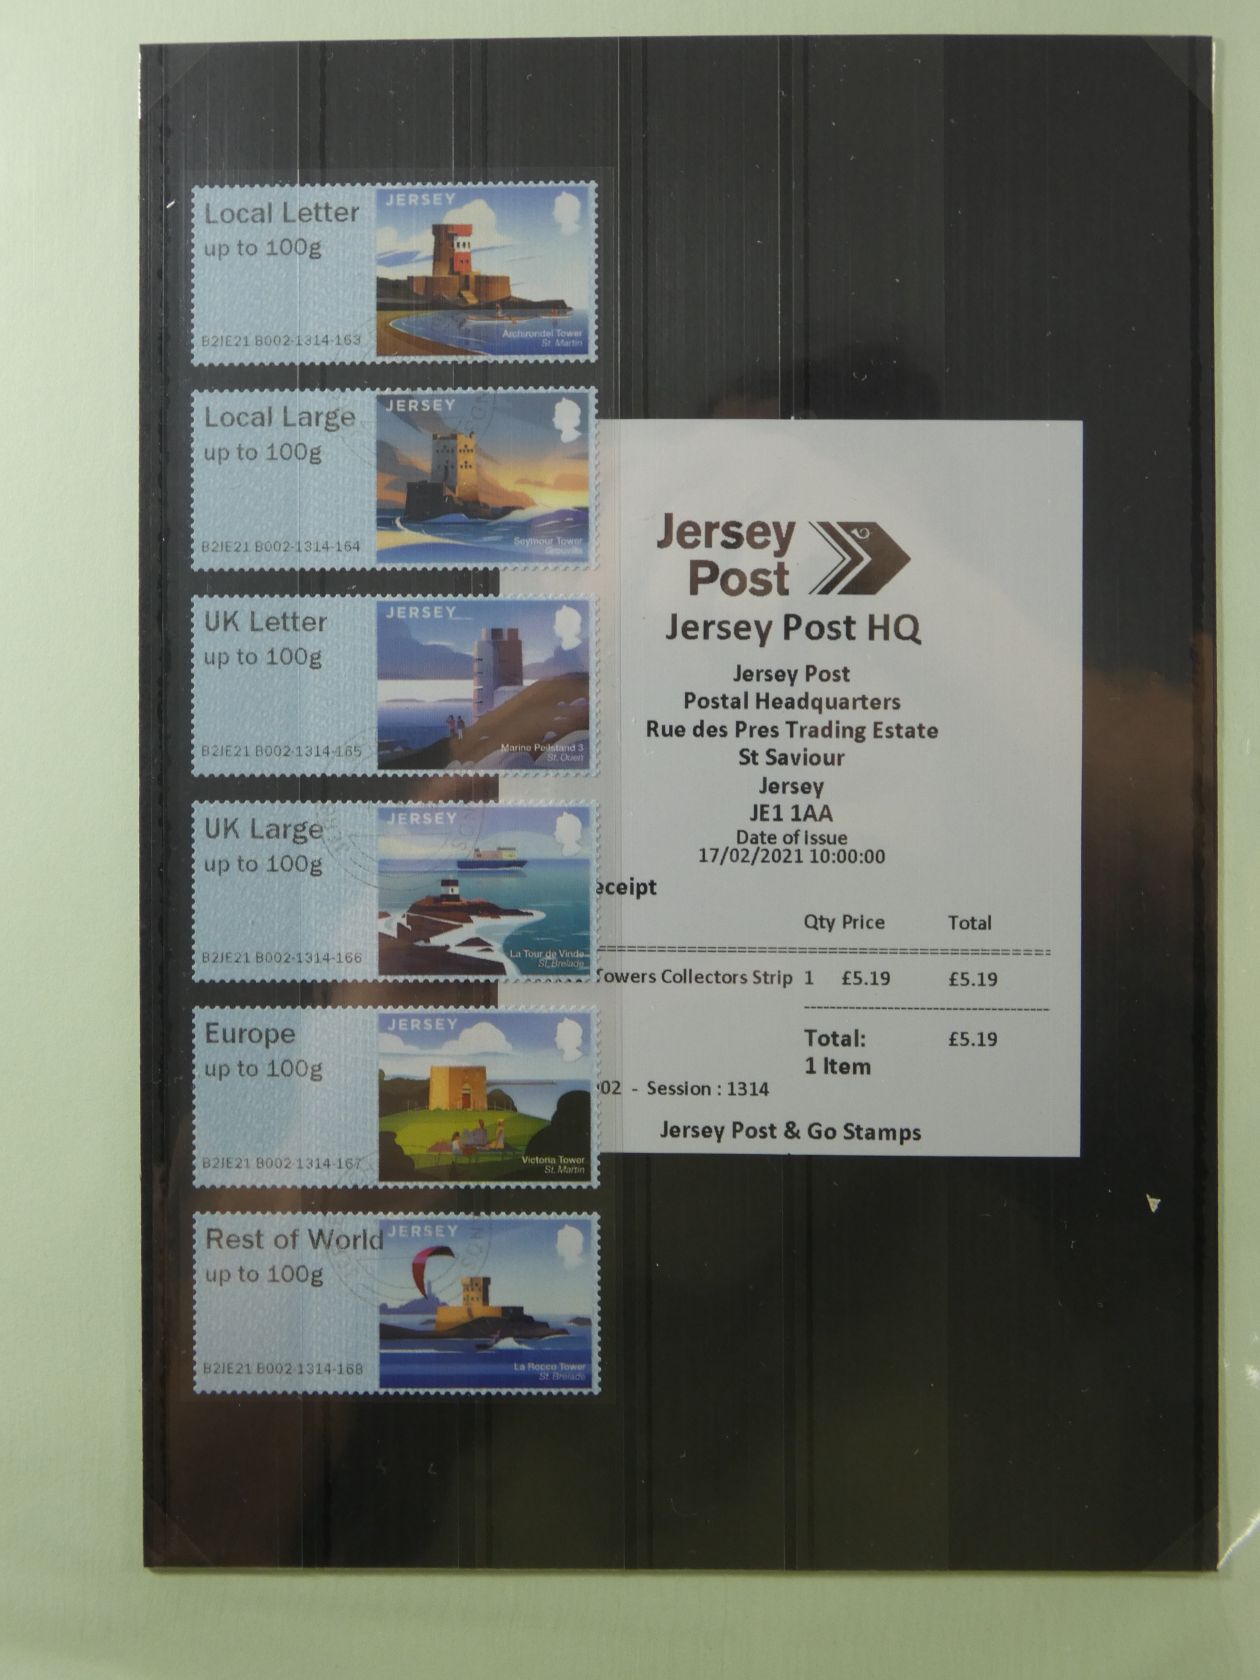 Local Letter
up to 100g
B2JE21 B002-1314-163
JERSEY
Archirondel Tower
St. Martin
Local Large
up to 100g
B2JE21 B002-1314-164
JERSEY
Seymour Tower
Grouville
UK Letter
up to 100g
B2JE21 B002-1314-165
JERSEY
Marine Peilstand 3
St. Ouen
UK Large
up to 100g
B2JE21 B002-1314-166
JERSEY
La Tour de Vinde
St. Brelade
Europe
up to 100g
B2JE21 B002-1314-167
JERSEY
Victoria Tower
St. Martin
Rest of World
up to 100g
B2JE21 B002-1314-168
JERSEY
La Rocco Tower
St. Brelade
Jersey
Post
Jersey Post HQ
Jersey Post
Postal Headquarters
Rue des Pres Trading Estate
St Saviour
Jersey
JE1 1AA
Date of Issue
17/02/2021 10:00:00
eceipt
Qty Price Total
Towers Collectors Strip 1 £5.19 £5.19
Total: £5.19
1 Item
02 - Session : 1314
Jersey Post & Go Stamps